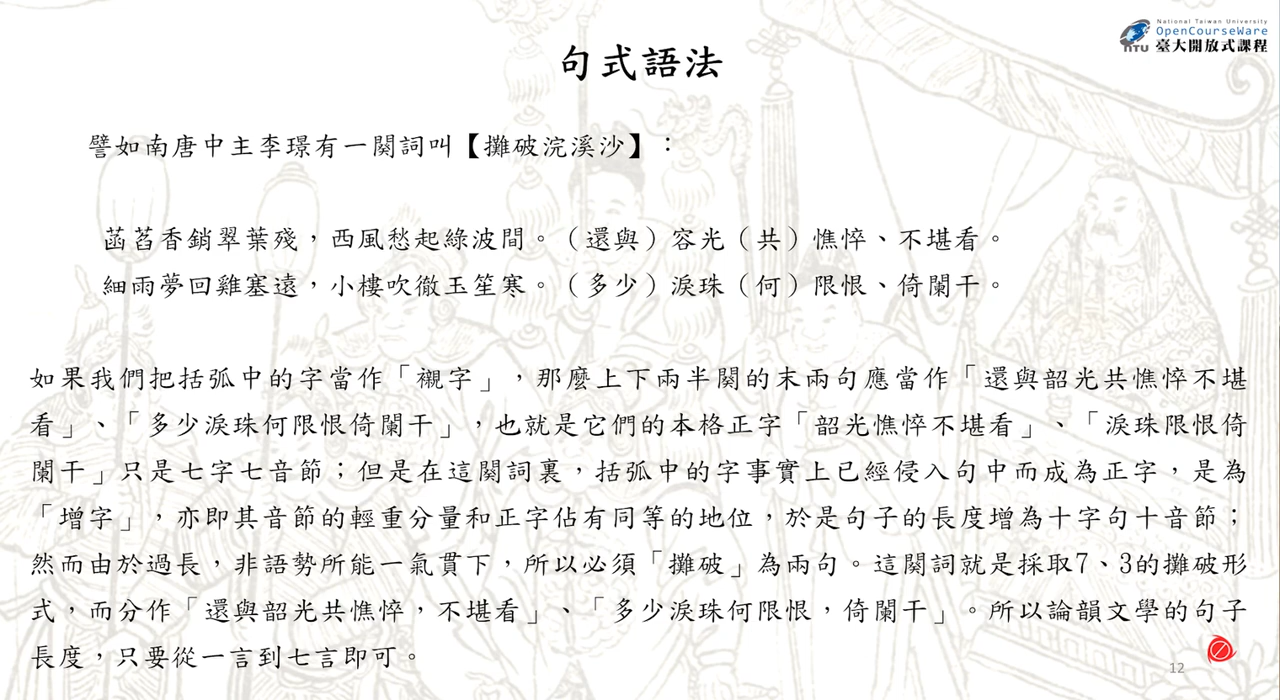 National Taiwan University
OpenCourseWare
NTU 臺大開放式課程
句式語法
譬如南唐中主李璟有一闋詞叫【攤破浣溪沙】：
菡萏香銷翠葉殘，西風愁起綠波間。（還與）容光（共）憔悴、不堪看。
細雨夢回雞塞遠，小樓吹徹玉笙寒。（多少）淚珠（何）限恨、倚闌干。
如果我們把括弧中的字當作「襯字」，那麼上下兩半闋的末兩句應當作「還與韶光共憔悴不堪
看」、「多少淚珠何限恨倚闌干」，也就是它們的本格正字「韶光憔悴不堪看」、「淚珠限恨倚
闌干」只是七字七音節；但是在這闋詞裏，括弧中的字事實上已經侵入句中而成為正字，是為
「增字」，亦即其音節的輕重分量和正字佔有同等的地位，於是句子的長度增為十字句十音節；
然而由於過長，非語勢所能一氣貫下，所以必須「攤破」為兩句。這闋詞就是採取7、3的攤破形
式，而分作「還與韶光共憔悴，不堪看」、「多少淚珠何限恨，倚闌干」。所以論韻文學的句子
長度，只要從一言到七言即可。
12